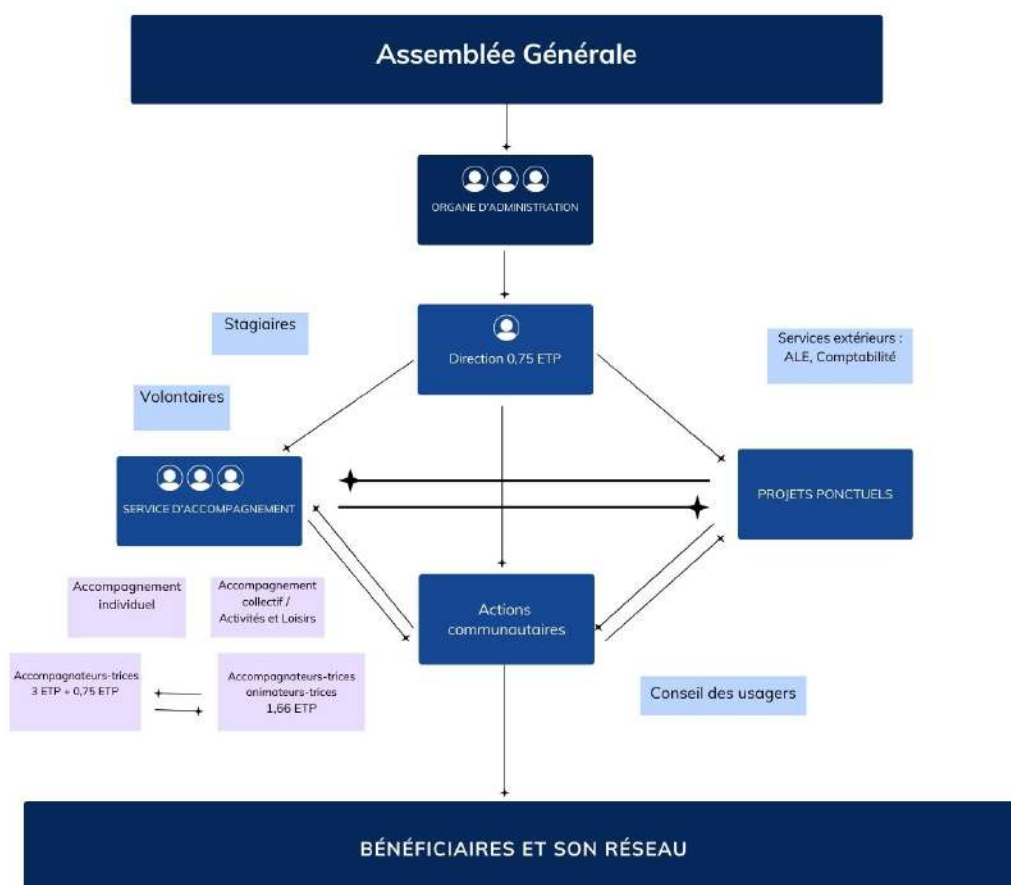 Assemblée Générale
ORGANE D'ADMINISTRATION
Stagiaires
Direction 0,75 ETP
Services extérieurs :
ALE, Comptabilité
Volontaires
SERVICE D'ACCOMPAGNEMENT
PROJETS PONCTUELS
Accompagnement
individuel
Accompagnement
collectif /
Activités et Loisirs
Actions
communautaires
Accompagnateurs-trices
3 ETP + 0,75 ETP
Accompagnateurs-trices
animateurs-trices
1,66 ETP
Conseil des usagers
BÉNÉFICIAIRES ET SON RÉSEAU